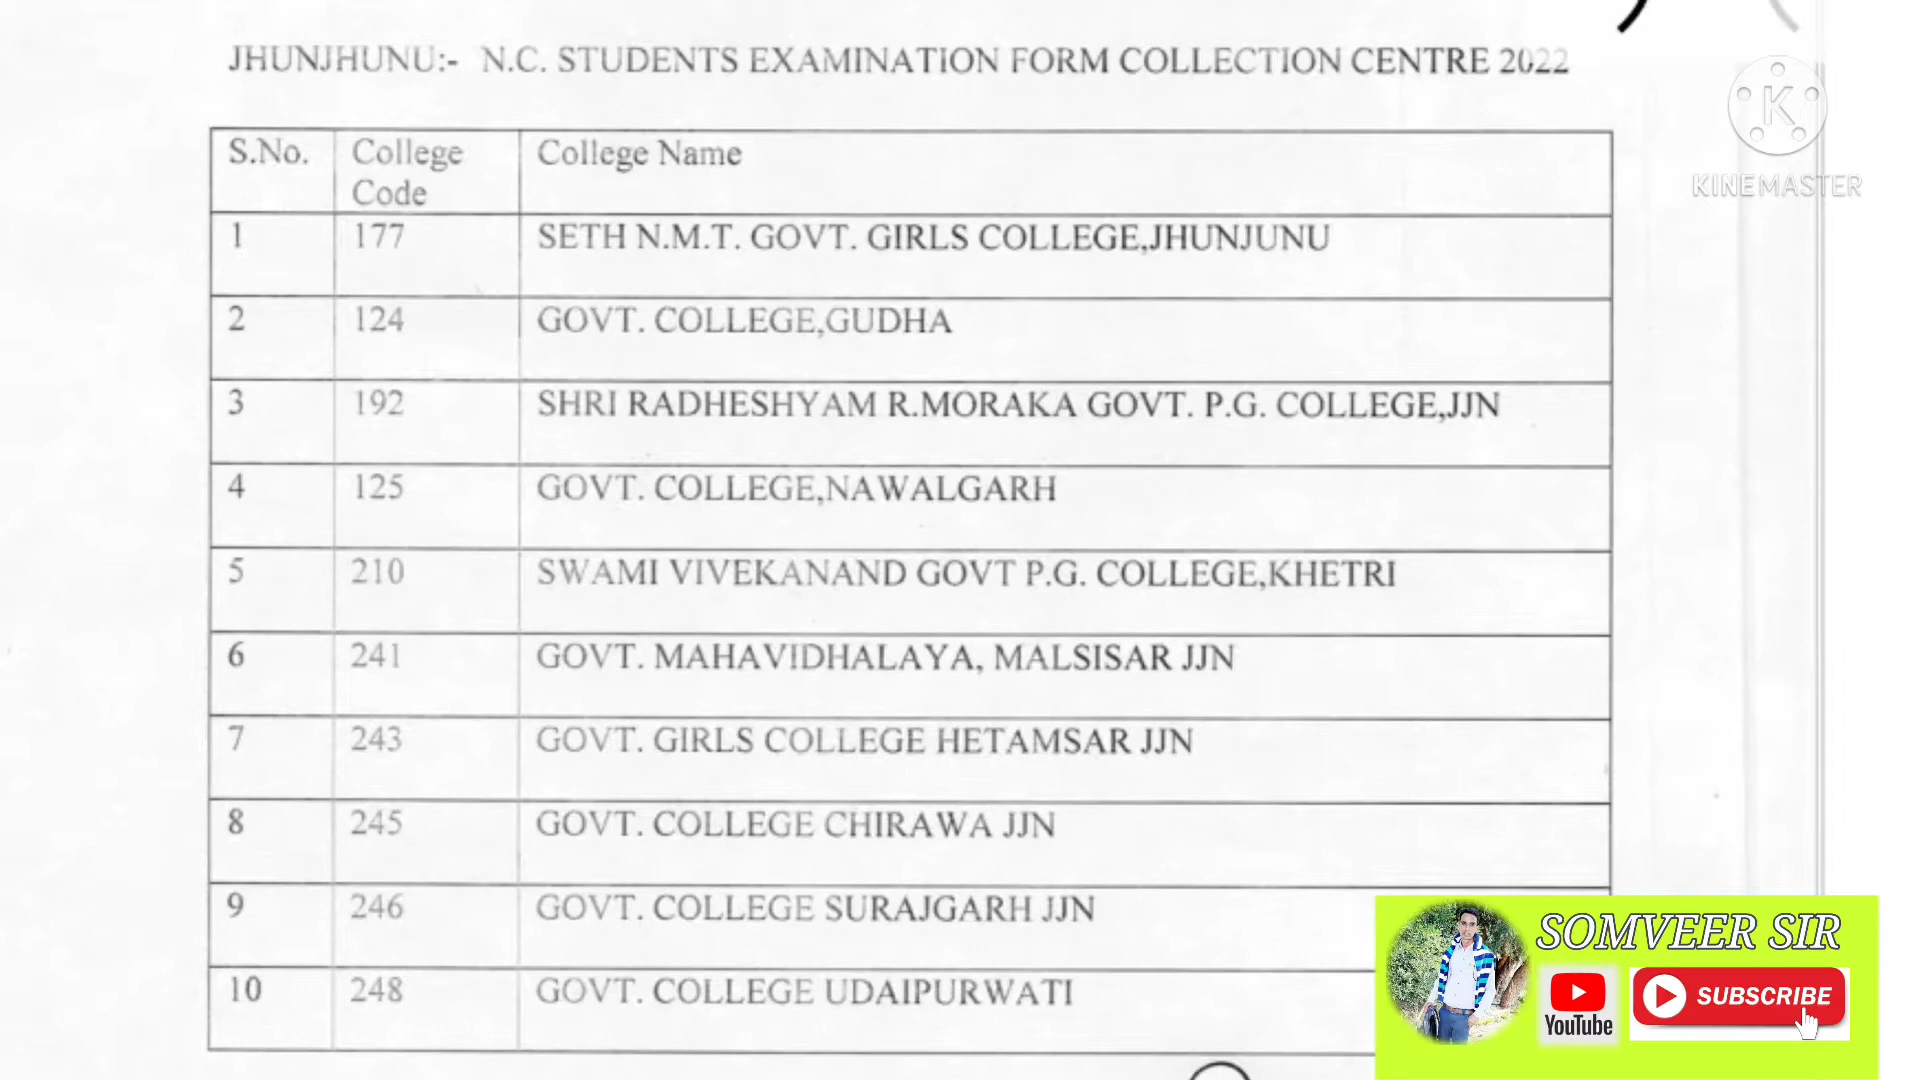 JHUNJHUNU:- N.C. STUDENTS EXAMINATION FORM COLLECTION CENTRE 2022
KINEMASTER
S.No. College Code College Name
1 177 SETH N.M.T. GOVT. GIRLS COLLEGE,JHUNJUNU
2 124 GOVT. COLLEGE,GUDHA
3 192 SHRI RADHESHYAM R.MORAKA GOVT. P.G. COLLEGE,JJN
4 125 GOVT. COLLEGE,NAWALGARH
5 210 SWAMI VIVEKANAND GOVT P.G. COLLEGE,KHETRI
6 241 GOVT. MAHAVIDHALAYA, MALSISAR JJN
7 243 GOVT. GIRLS COLLEGE HETAMSAR JJN
8 245 GOVT. COLLEGE CHIRAWA JJN
9 246 GOVT. COLLEGE SURAJGARH JJN
10 248 GOVT. COLLEGE UDAIPURWATI
SOMVEER SIR
YouTube
SUBSCRIBE